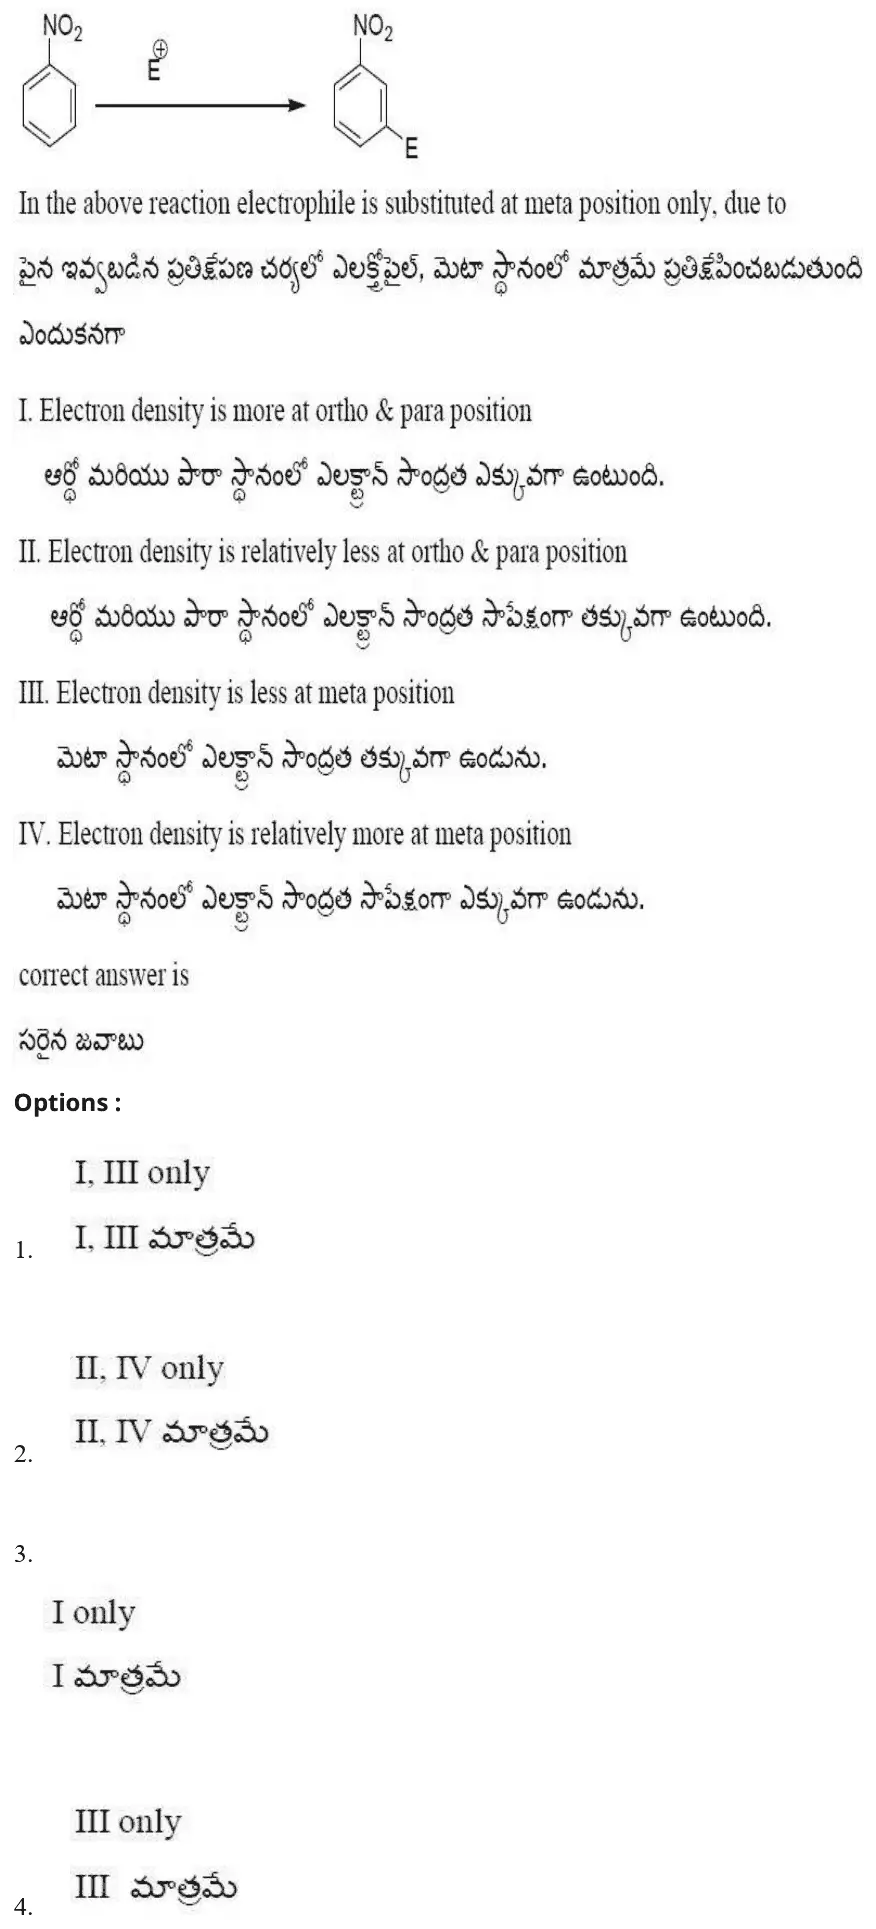 NO2 NO2
E⊕
E
In the above reaction electrophile is substituted at meta position only, due to
పైన ఇవ్వబడిన ప్రతిక్షేపణ చర్యలో ఎలక్ట్రోఫైల్, మెటా స్థానంలో మాత్రమే ప్రతిక్షేపించబడుతుంది
ఎందుకనగా
I. Electron density is more at ortho & para position
ఆర్థో మరియు పారా స్థానంలో ఎలక్ట్రాన్ సాంద్రత ఎక్కువగా ఉంటుంది.
II. Electron density is relatively less at ortho & para position
ఆర్థో మరియు పారా స్థానంలో ఎలక్ట్రాన్ సాంద్రత సాపేక్షంగా తక్కువగా ఉంటుంది.
III. Electron density is less at meta position
మెటా స్థానంలో ఎలక్ట్రాన్ సాంద్రత తక్కువగా ఉండును.
IV. Electron density is relatively more at meta position
మెటా స్థానంలో ఎలక్ట్రాన్ సాంద్రత సాపేక్షంగా ఎక్కువగా ఉండును.
correct answer is
సరైన జవాబు
Options :
I, III only
1. I, III మాత్రమే
II, IV only
2. II, IV మాత్రమే
3.
I only
I మాత్రమే
III only
4. III మాత్రమే